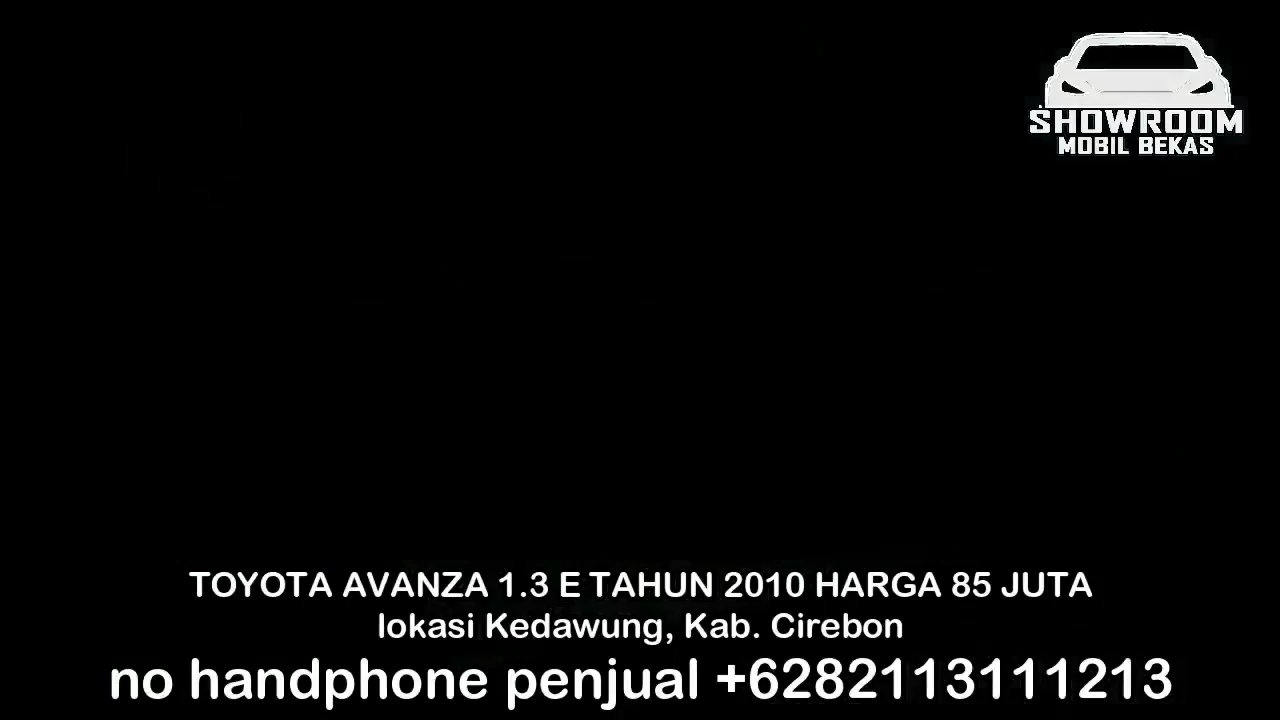 SHOWROOM
MOBIL BEKAS
TOYOTA AVANZA 1.3 E TAHUN 2010 HARGA 85 JUTA
lokasi Kedawung, Kab. Cirebon
no handphone penjual +6282113111213